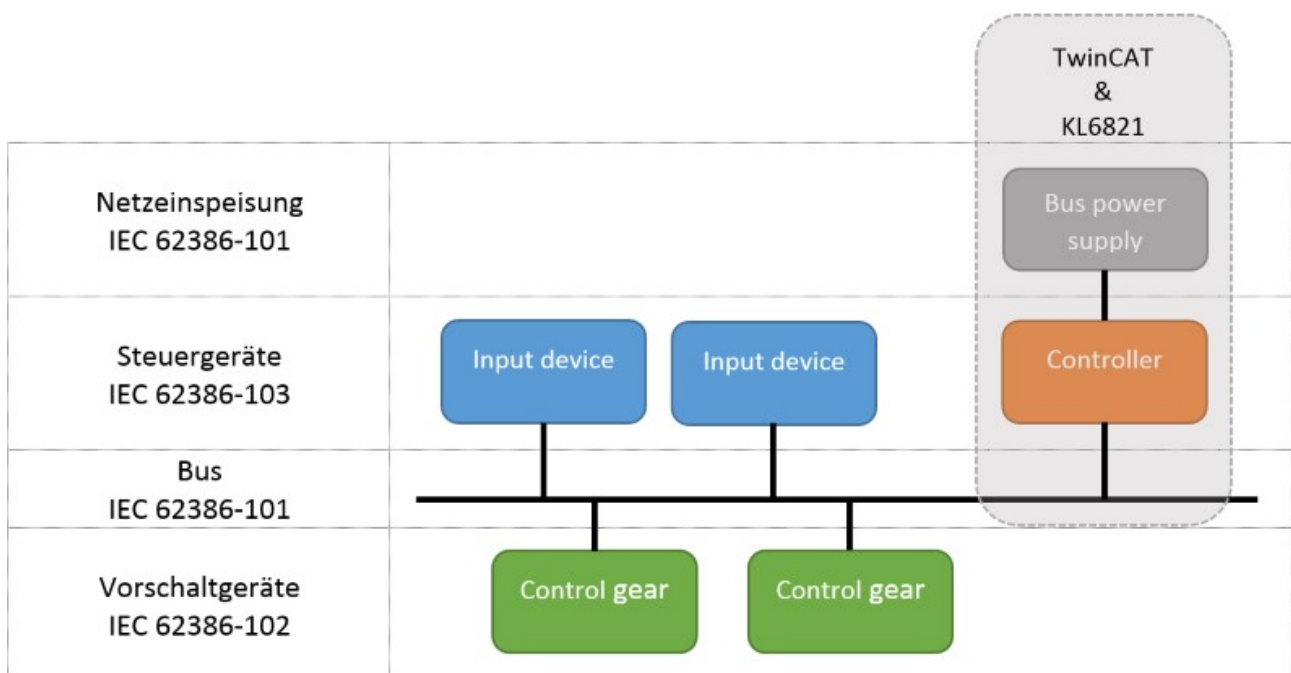 TwinCAT
&
KL6821
Netzeinspeisung
IEC 62386-101
Bus power
supply
Steuergeräte
IEC 62386-103
Input device
Input device
Controller
Bus
IEC 62386-101
Vorschaltgeräte
IEC 62386-102
Control gear
Control gear